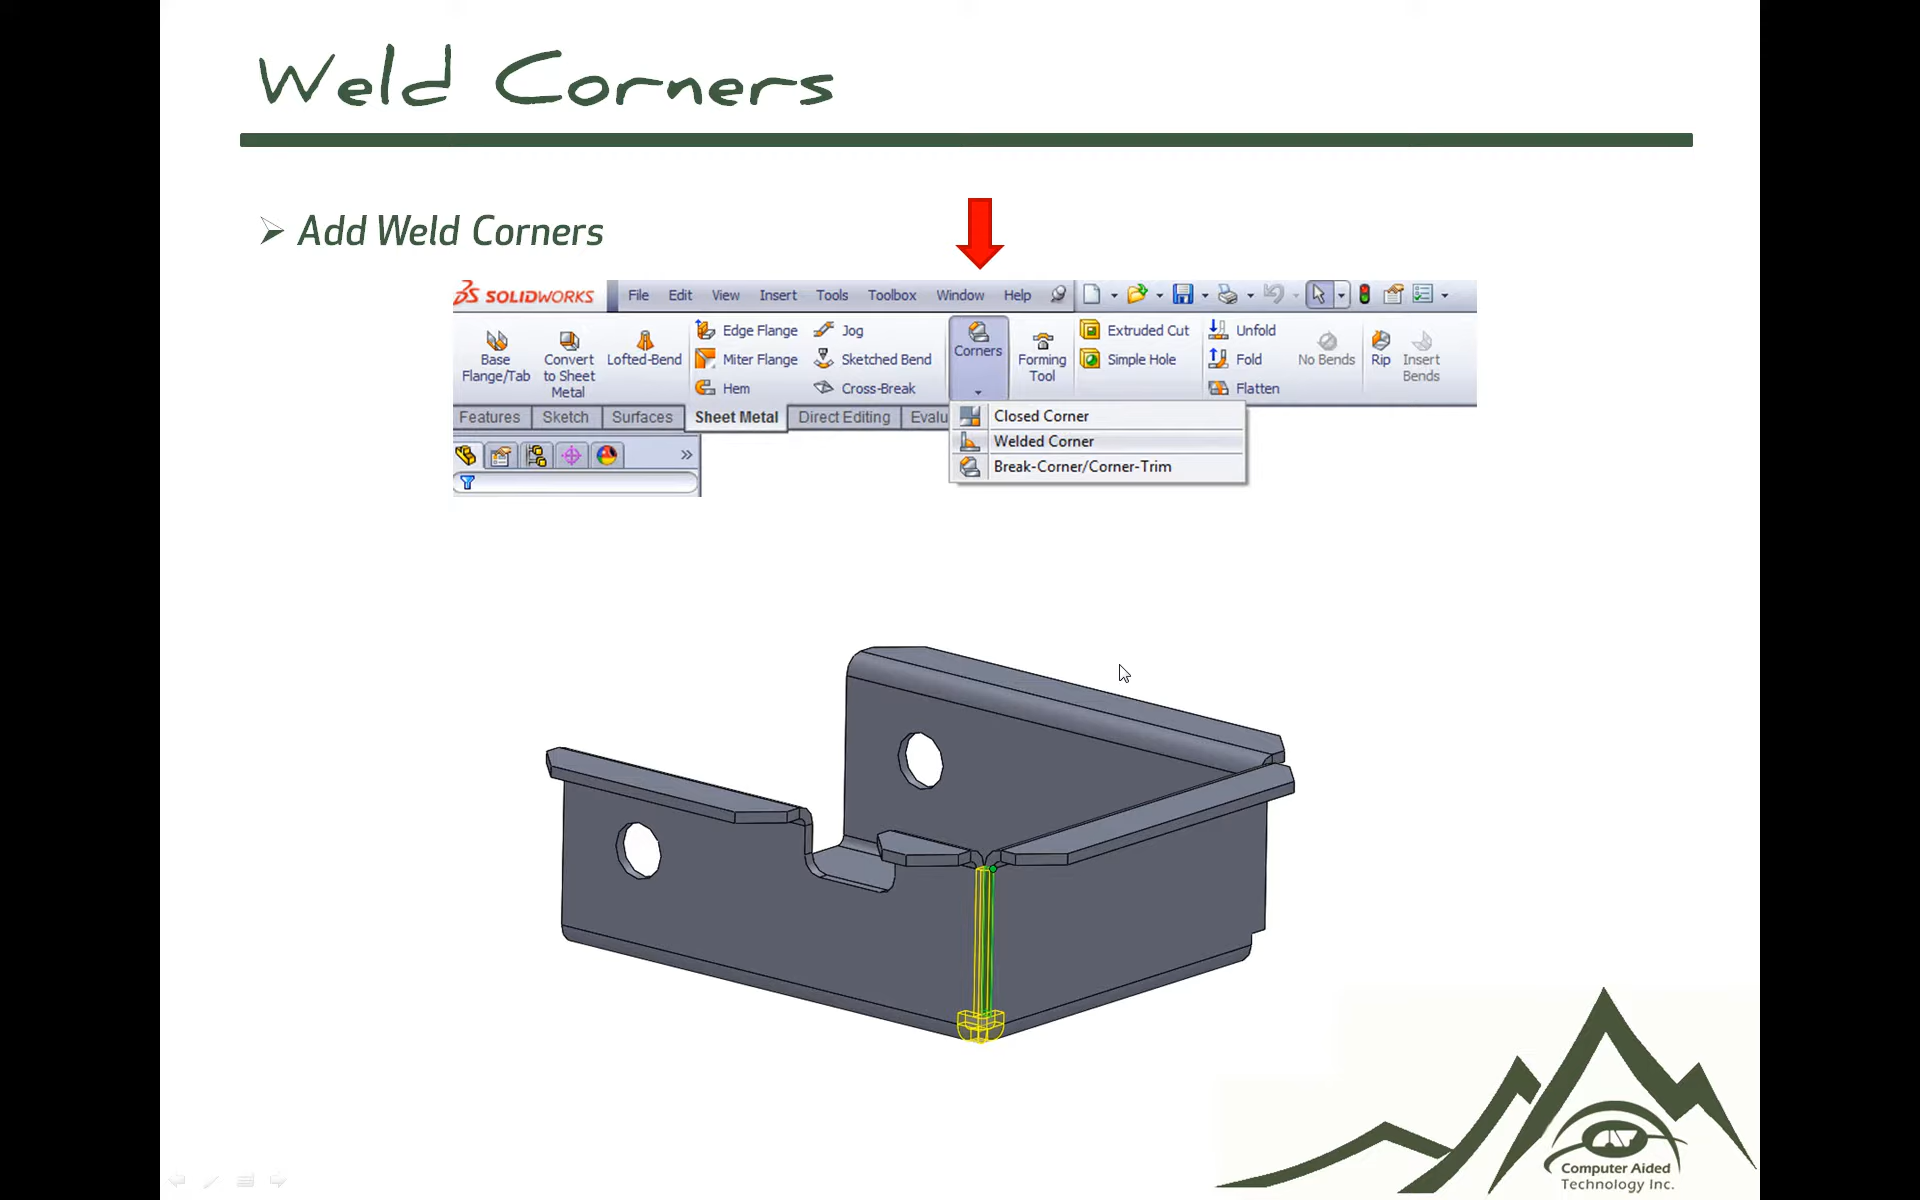 Weld Corners
Add Weld Corners
SOLIDWORKS File Edit View Insert Tools Toolbox Window Help
Base Flange/Tab
Convert to Sheet Metal
Lofted-Bend
Edge Flange
Miter Flange
Hem
Jog
Sketched Bend
Cross-Break
Corners
Forming Tool
Extruded Cut
Simple Hole
Unfold
Fold
Flatten
No Bends
Rip
Insert Bends
Features Sketch Surfaces Sheet Metal Direct Editing Evalu
Closed Corner
Welded Corner
Break-Corner/Corner-Trim
»
Computer Aided
Technology Inc.